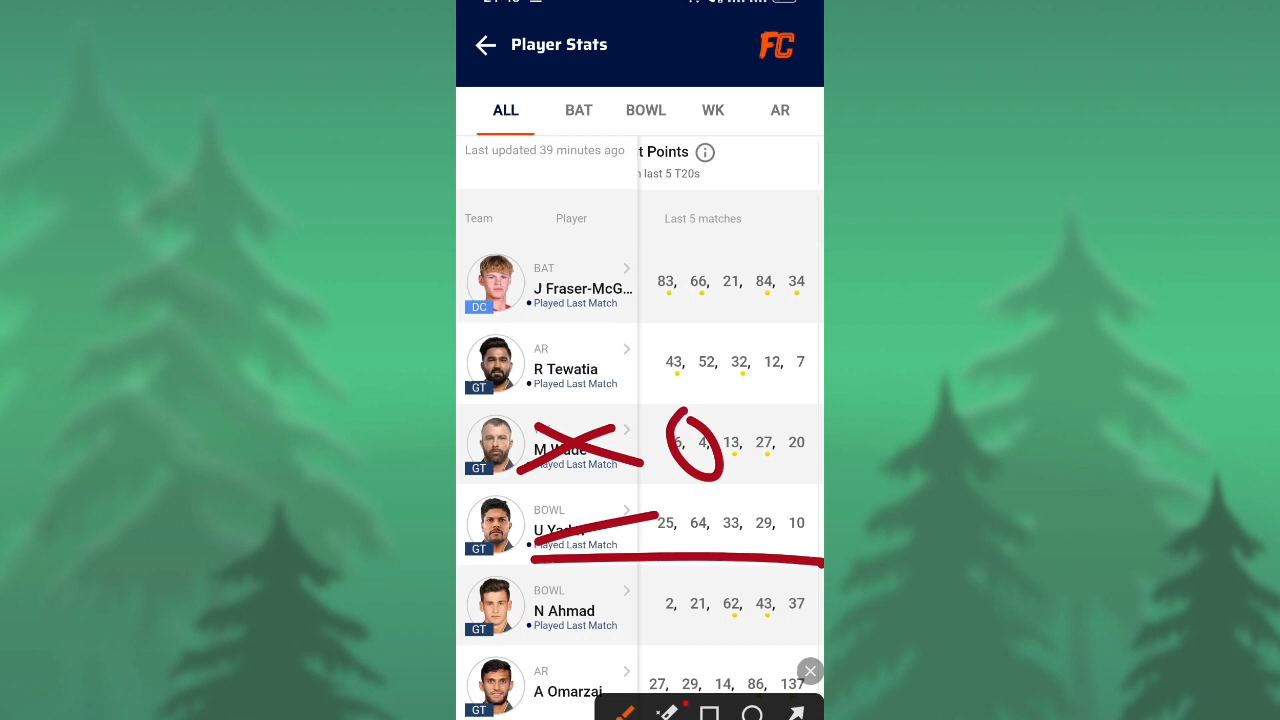 Player Stats
FC
ALL BAT BOWL WK AR
Last updated 39 minutes ago
t Points
last 5 T20s
Team Player Last 5 matches
BAT
J Fraser-McG... 83, 66, 21, 84, 34
DC Played Last Match
AR
R Tewatia 43, 52, 32, 12, 7
GT Played Last Match
M Wade 6, 4, 13, 27, 20
GT Played Last Match
BOWL
25, 64, 33, 29, 10
GT Played Last Match
BOWL
N Ahmad 2, 21, 62, 43, 37
GT Played Last Match
AR
A Omarzai 27, 29, 14, 86, 137
GT